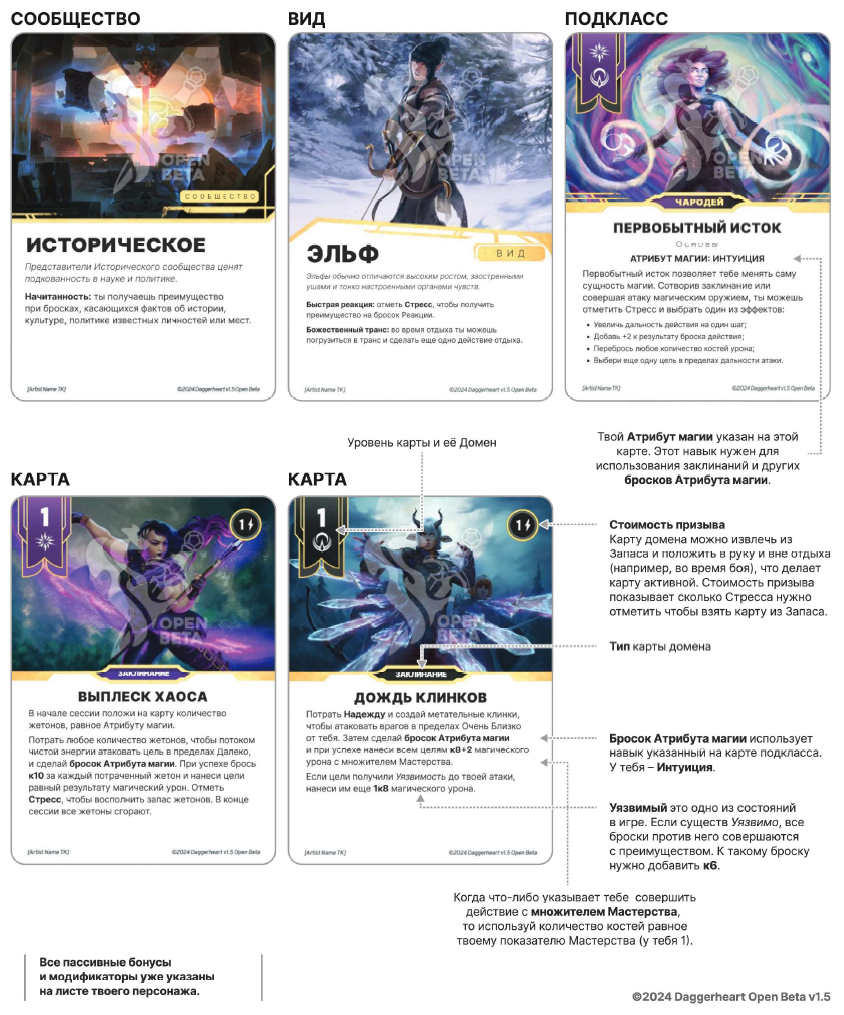 СООБЩЕСТВО
OPEN
BETA
СООБЩЕСТВО
ИСТОРИЧЕСКОЕ
Представители Исторического сообщества ценят
подкованность в науке и политике.
Начитанность: ты получаешь преимущество
при бросках, касающихся фактов об истории,
культуре, политике известных личностей или мест.
[Artist Name TK]
©2024 Daggerheart v1.5 Open Beta
ВИД
OPEN
BETA
ЭЛЬФ
ВИД
Эльфы обычно отличаются высоким ростом, заостренными
ушами и тонко настроенными органами чувств.
Быстрая реакция: отметь Стресс, чтобы получить
преимущество на бросок Реакции.
Божественный транс: во время отдыха ты можешь
погрузиться в транс и сделать еще одно действие отдыха.
[Artist Name TK]
©2024 Daggerheart v1.5 Open Beta
ПОДКЛАСС
OPEN
BETA
ЧАРОДЕЙ
ПЕРВОБЫТНЫЙ ИСТОК
АТРИБУТ МАГИИ: ИНТУИЦИЯ
Первобытный исток позволяет тебе менять саму
сущность магии. Сотворив заклинание или
совершая атаку магическим оружием, ты можешь
отметить Стресс и выбрать один из эффектов:
• Увеличь дальность действия на один шаг;
• Добавь +2 к результату броска действия;
• Перебрось любое количество костей урона;
• Выбери еще одну цель в пределах дальности атаки.
[Artist Name TK]
©2024 Daggerheart v1.5 Open Beta
Твой Атрибут магии указан на этой
карте. Этот навык нужен для
использования заклинаний и других
бросков Атрибута магии.
Уровень карты и её Домен
КАРТА
1
1
OPEN
BETA
ЗАКЛИНАНИЕ
ВЫПЛЕСК ХАОСА
В начале сессии положи на карту количество
жетонов, равное Атрибуту магии.
Потрать любое количество жетонов, чтобы потоком
чистой энергии атаковать цель в пределах Далеко,
и сделай бросок Атрибута магии. При успехе брось
к10 за каждый потраченный жетон и нанеси цели
равный результату магический урон. Отметь
Стресс, чтобы восполнить запас жетонов. В конце
сессии все жетоны сгорают.
[Artist Name TK]
©2024 Daggerheart v1.5 Open Beta
КАРТА
1
1
OPEN
BETA
ЗАКЛИНАНИЕ
ДОЖДЬ КЛИНКОВ
Потрать Надежду и создай метательные клинки,
чтобы атаковать врагов в пределах Очень Близко
от тебя. Затем сделай бросок Атрибута магии
и при успехе нанеси всем целям к8+2 магического
урона с множителем Мастерства.
Если цели получили Уязвимость до твоей атаки,
нанеси им еще 1к8 магического урона.
[Artist Name TK]
©2024 Daggerheart v1.5 Open Beta
Стоимость призыва
Карту домена можно извлечь из
Запаса и положить в руку и вне отдыха
(например, во время боя), что делает
карту активной. Стоимость призыва
показывает сколько Стресса нужно
отметить чтобы взять карту из Запаса.
Тип карты домена
Бросок Атрибута магии использует
навык указанный на карте подкласса.
У тебя – Интуиция.
Уязвимый это одно из состояний
в игре. Если существ Уязвимо, все
броски против него совершаются
с преимуществом. К такому броску
нужно добавить к6.
Когда что-либо указывает тебе совершить
действие с множителем Мастерства,
то используй количество костей равное
твоему показателю Мастерства (у тебя 1).
Все пассивные бонусы
и модификаторы уже указаны
на листе твоего персонажа.
©2024 Daggerheart Open Beta v1.5